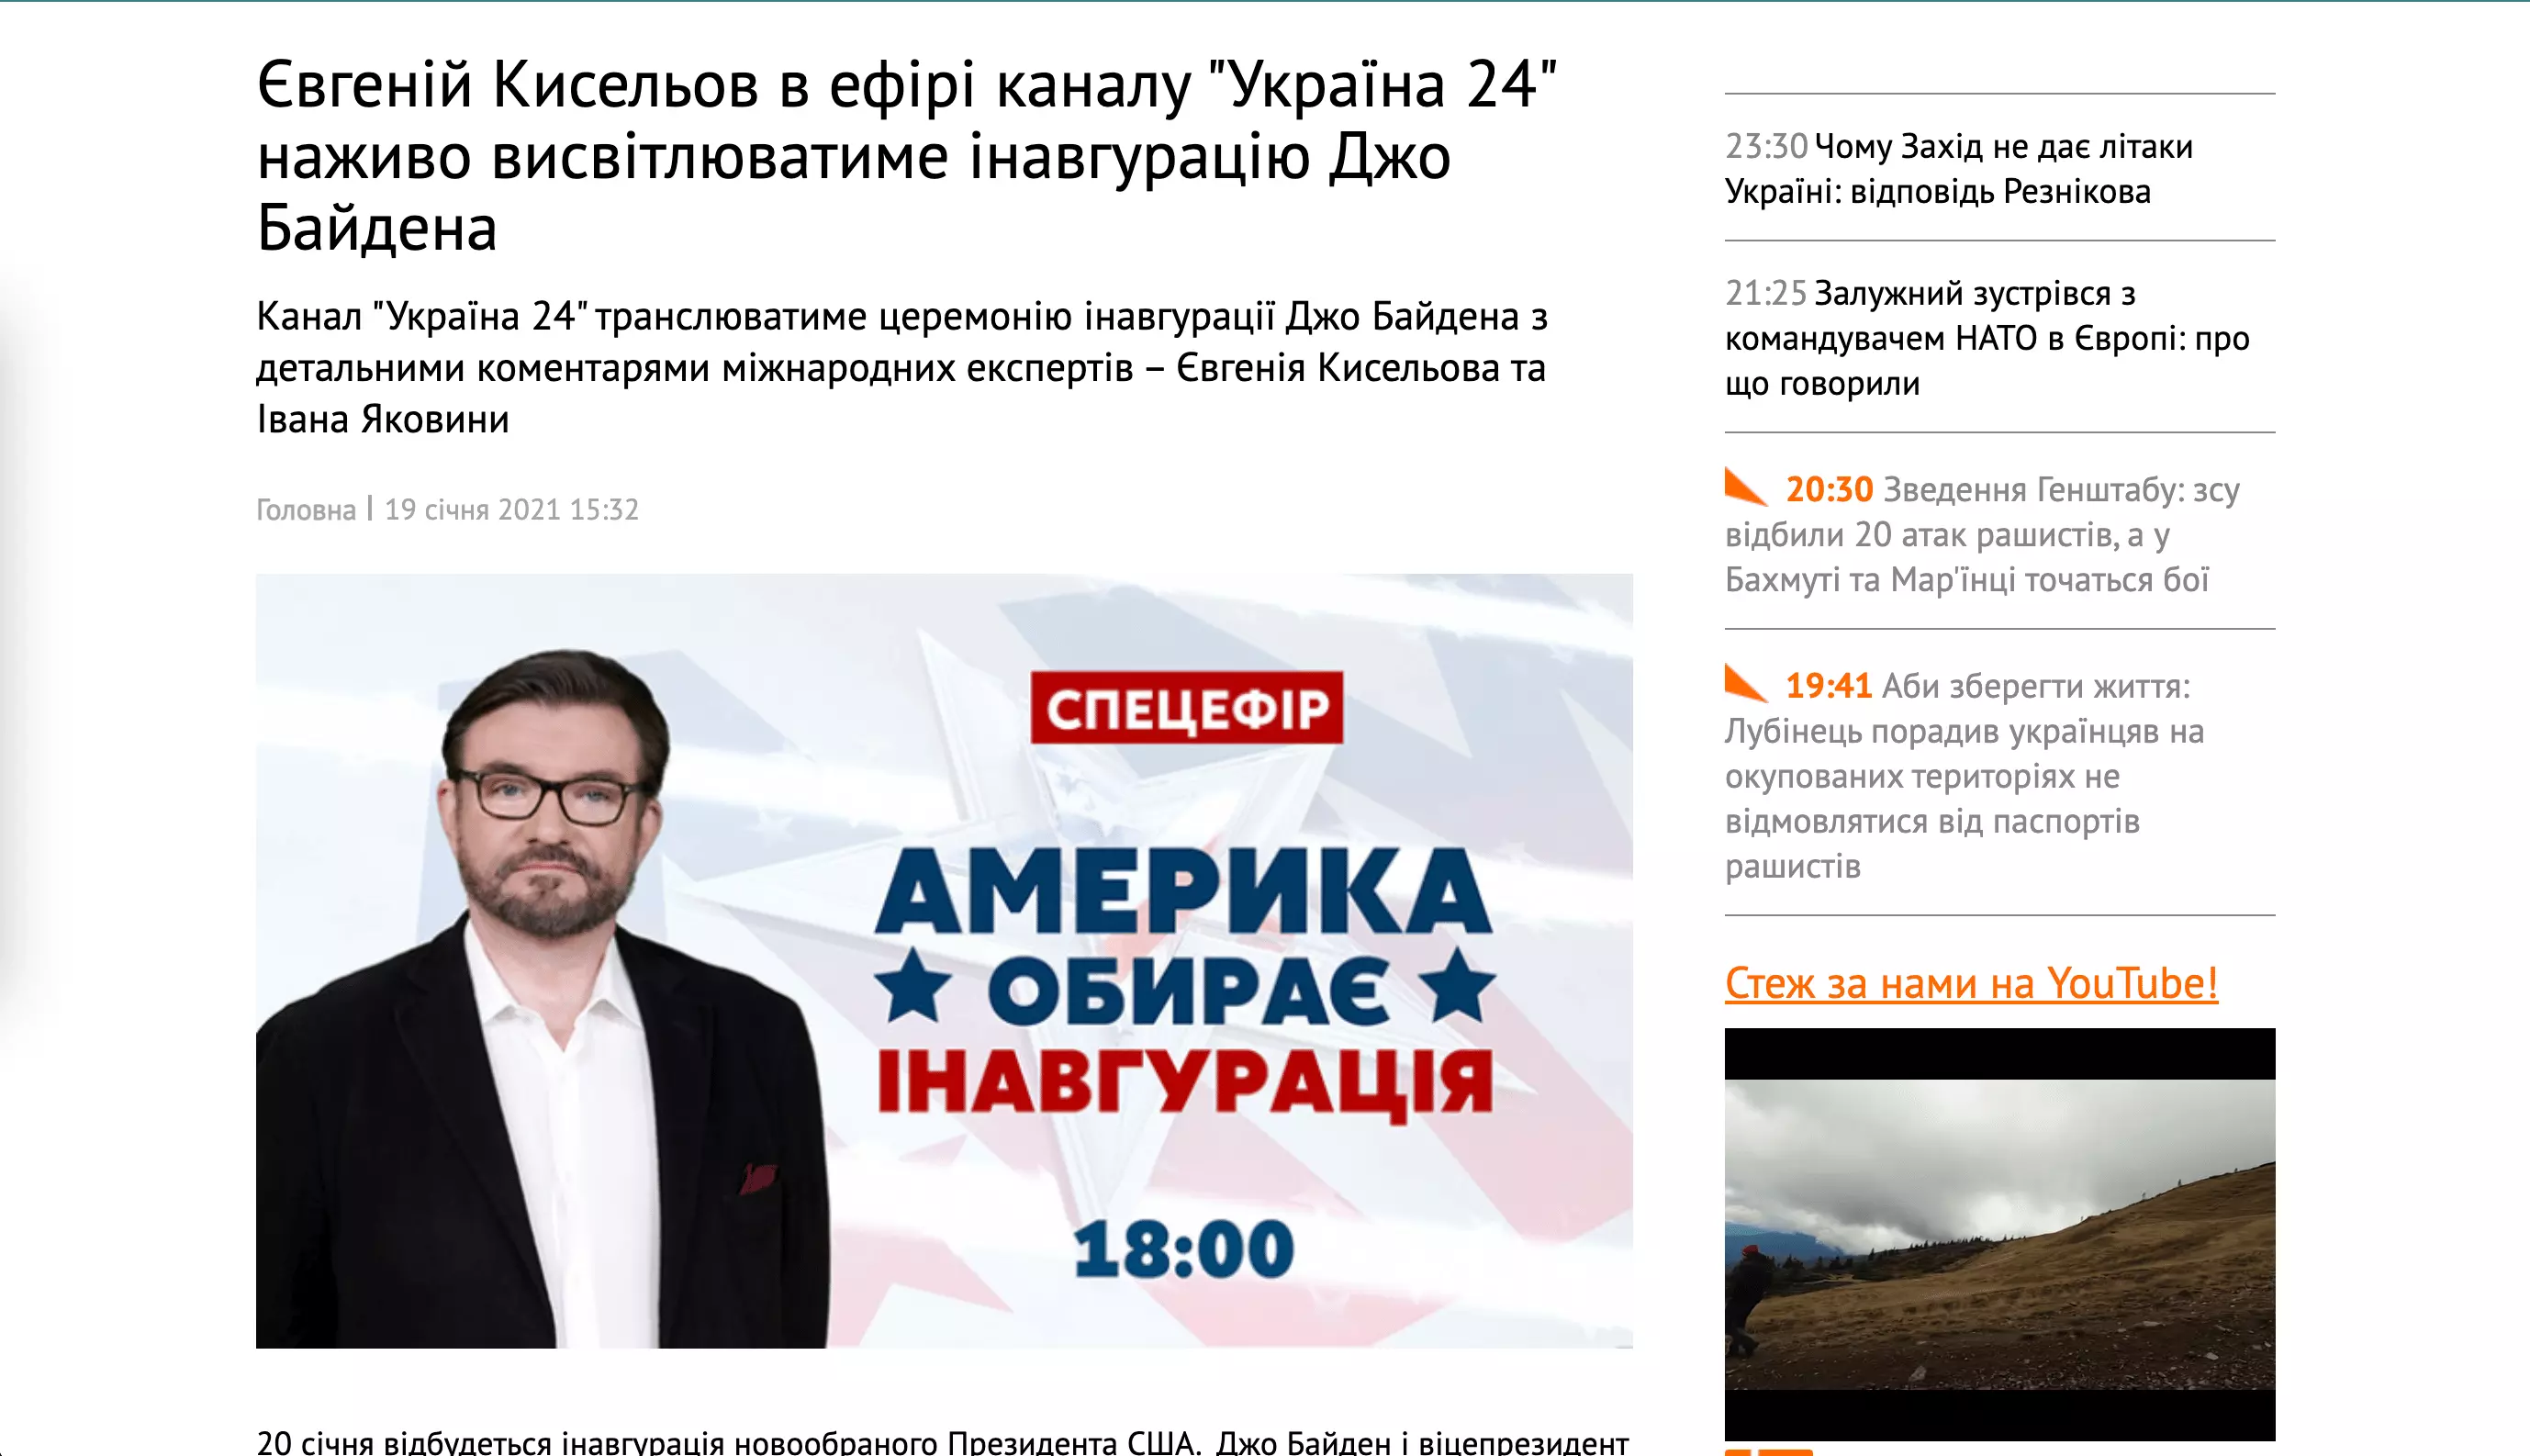 Євгеній Кисельов в ефірі каналу "Україна 24"
наживо висвітлюватиме інавгурацію Джо
Байдена
Канал "Україна 24" транслюватиме церемонію інавгурації Джо Байдена з
детальними коментарями міжнародних експертів – Євгенія Кисельова та
Івана Яковини
Головна | 19 січня 2021 15:32
СПЕЦЕФІР
АМЕРИКА
★ ОБИРАЄ ★
ІНАВГУРАЦІЯ
18:00
20 січня відбудеться інавгурація новообраного Президента США. Джо Байден і віцепрезидент
23:30 Чому Захід не дає літаки
Україні: відповідь Резнікова
21:25 Залужний зустрівся з
командувачем НАТО в Європі: про
що говорили
20:30 Зведення Генштабу: зсу
відбили 20 атак рашистів, а у
Бахмуті та Мар'їнці точаться бої
19:41 Аби зберегти життя:
Лубінець порадив українцяв на
окупованих територіях не
відмовлятися від паспортів
рашистів
Стеж за нами на YouTube!